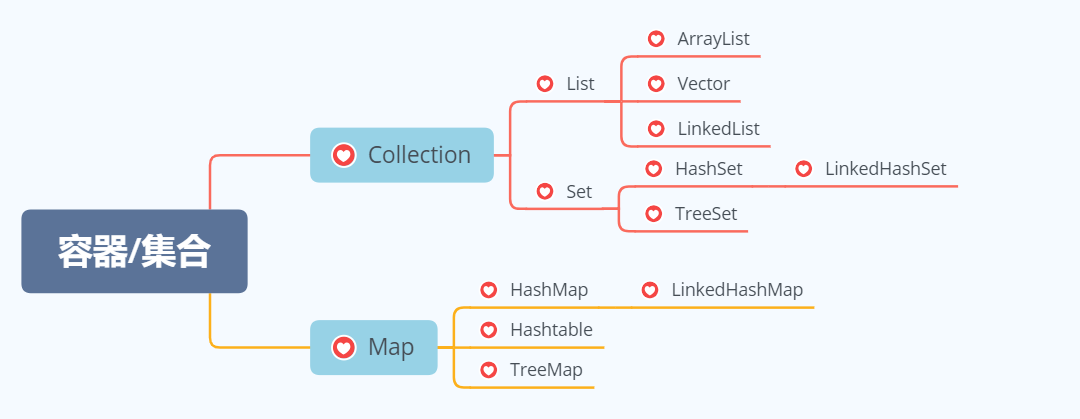 容器/集合
Collection
List
ArrayList
Vector
LinkedList
Set
HashSet
LinkedHashSet
TreeSet
Map
HashMap
LinkedHashMap
Hashtable
TreeMap